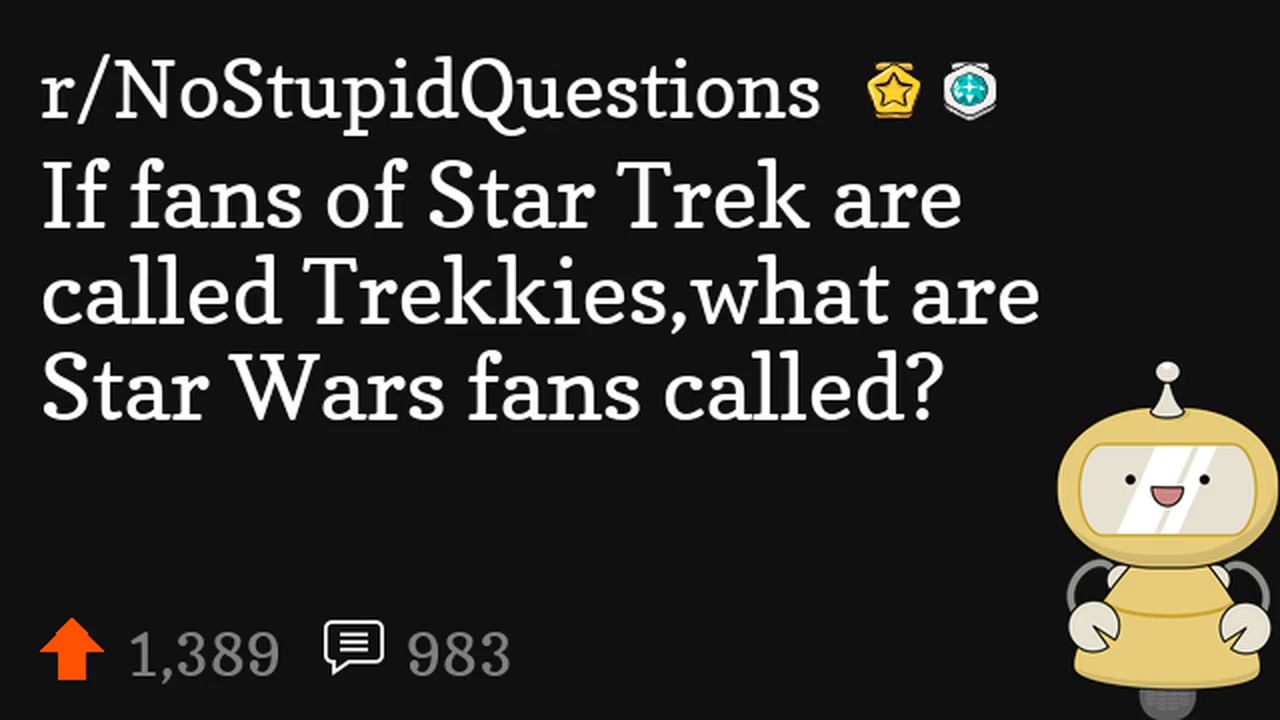 r/NoStupidQuestions
If fans of Star Trek are
called Trekkies,what are
Star Wars fans called?
1,389 983